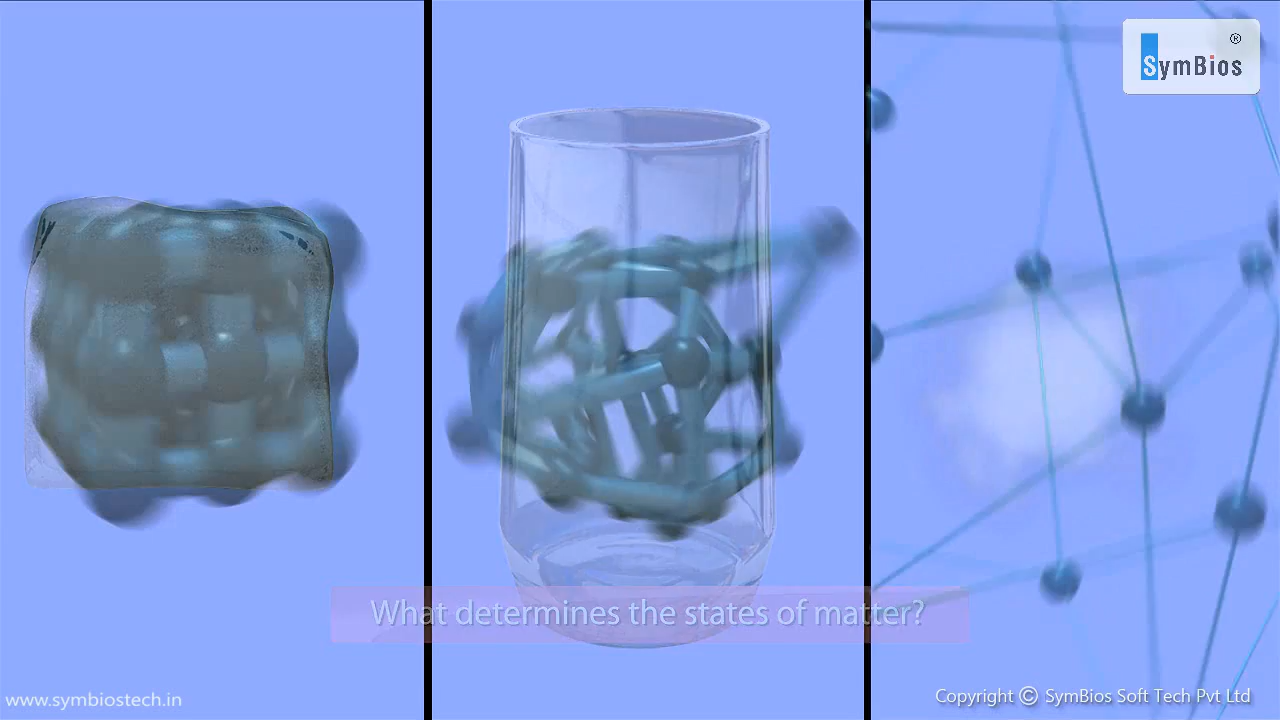 SymBios ®
What determines the states of matter?
www.symbiostech.in
Copyright © SymBios Soft Tech Pvt Ltd